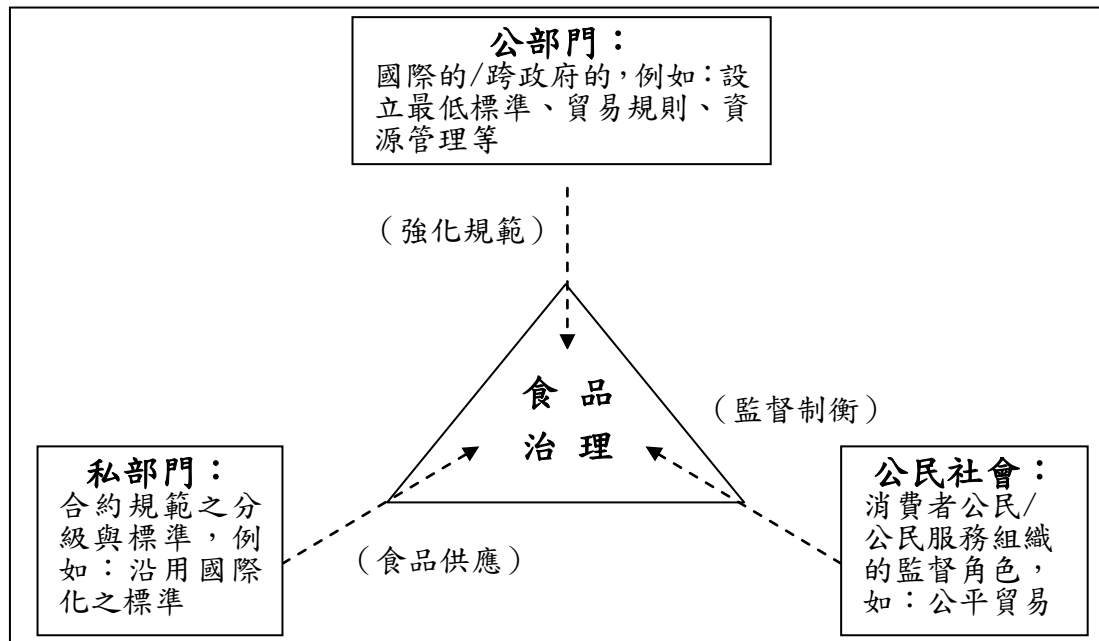 公部門：
國際的/跨政府的，例如：設
立最低標準、貿易規則、資
源管理等
（強化規範）
食品
治理
（監督制衡）
私部門：
合約規範之分
級與標準，例
如：沿用國際
化之標準
（食品供應）
公民社會：
消費者公民/
公民服務組織
的監督角色，
如：公平貿易